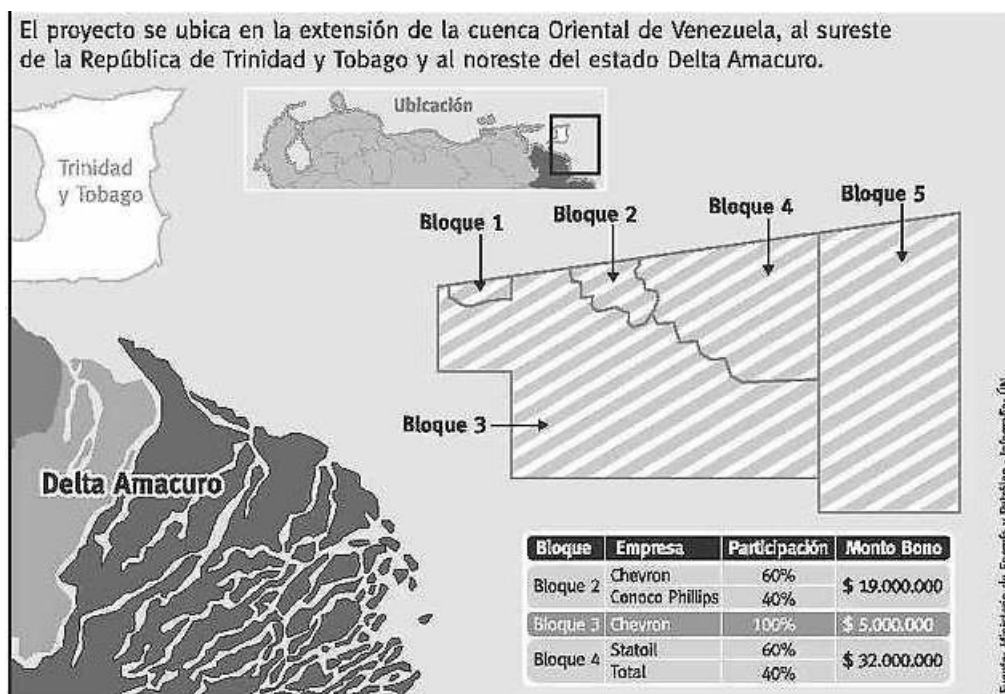 El proyecto se ubica en la extensión de la cuenca Oriental de Venezuela, al sureste
de la República de Trinidad y Tobago y al noreste del estado Delta Amacuro.
Ubicación
Trinidad
y Tobago
Bloque 1
Bloque 2
Bloque 4
Bloque 5
Bloque 3
Delta Amacuro
Bloque Empresa Participación Monto Bono
Bloque 2 Chevron 60% $ 19.000.000
Conoco Phillips 40%
Bloque 3 Chevron 100% $ 5.000.000
Bloque 4 Statoil 60% $ 32.000.000
Total 40%